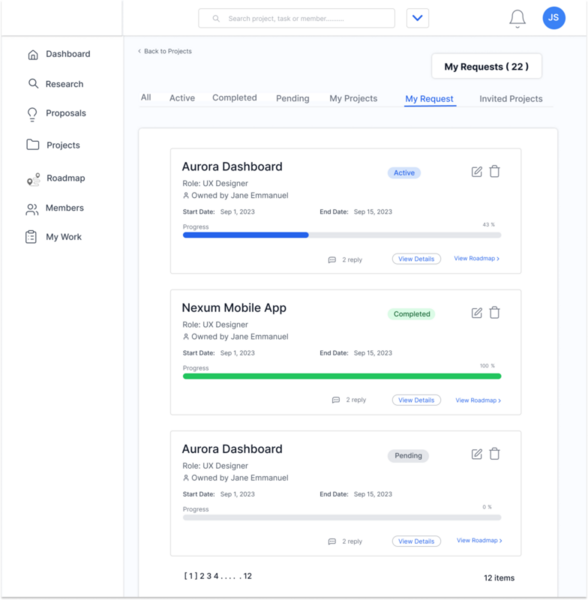 Search project, task or member..........
JS
Dashboard
Research
Proposals
Projects
Roadmap
Members
My Work
‹ Back to Projects
My Requests ( 22 )
All Active Completed Pending My Projects My Request Invited Projects
Aurora Dashboard
Active
Role: UX Designer
Owned by Jane Emmanuel
Start Date: Sep 1, 2023 End Date: Sep 15, 2023
Progress 43 %
2 reply View Details View Roadmap ›
Nexum Mobile App
Completed
Role: UX Designer
Owned by Jane Emmanuel
Start Date: Sep 1, 2023 End Date: Sep 15, 2023
Progress 100 %
2 reply View Details View Roadmap ›
Aurora Dashboard
Pending
Role: UX Designer
Owned by Jane Emmanuel
Start Date: Sep 1, 2023 End Date: Sep 15, 2023
Progress 0 %
2 reply View Details View Roadmap ›
[ 1 ] 2 3 4 . . . . . 12 12 items